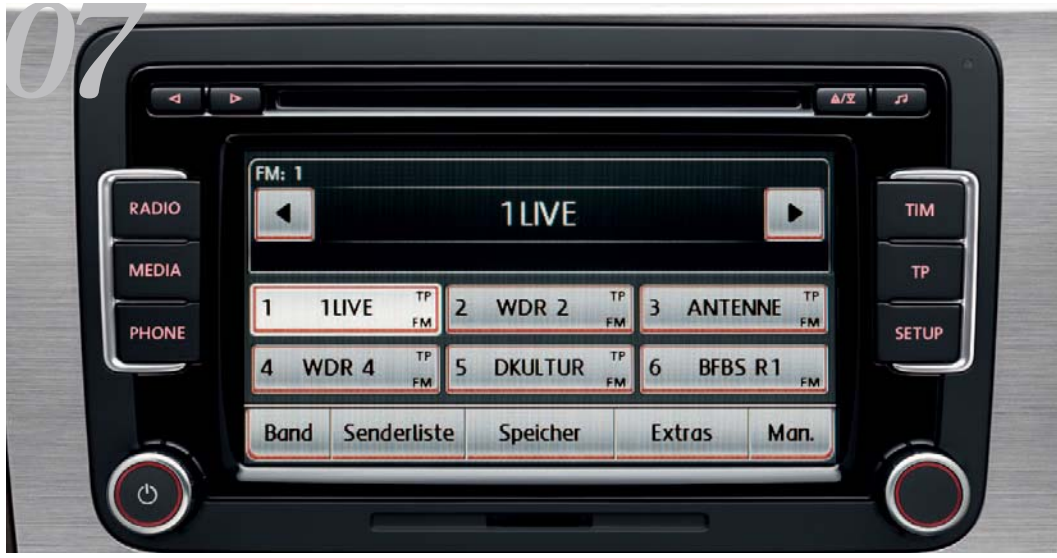 07
RADIO
MEDIA
PHONE
FM: 1
1LIVE
1 1LIVE TP FM
2 WDR 2 TP FM
3 ANTENNE TP FM
4 WDR 4 TP FM
5 DKULTUR TP FM
6 BFBS R1 FM
Band Senderliste Speicher Extras Man.
TIM
TP
SETUP